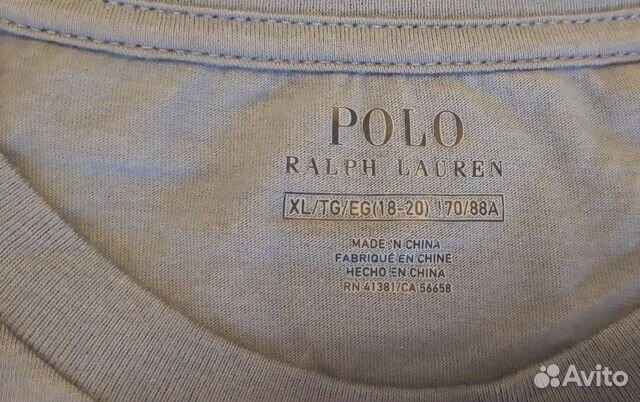 POLO
RALPH LAUREN
XL/TG/EG(18-20) 170/88A
MADE IN CHINA
FABRIQUÉ EN CHINE
HECHO EN CHINA
RN 41381/CA 56658
Avito